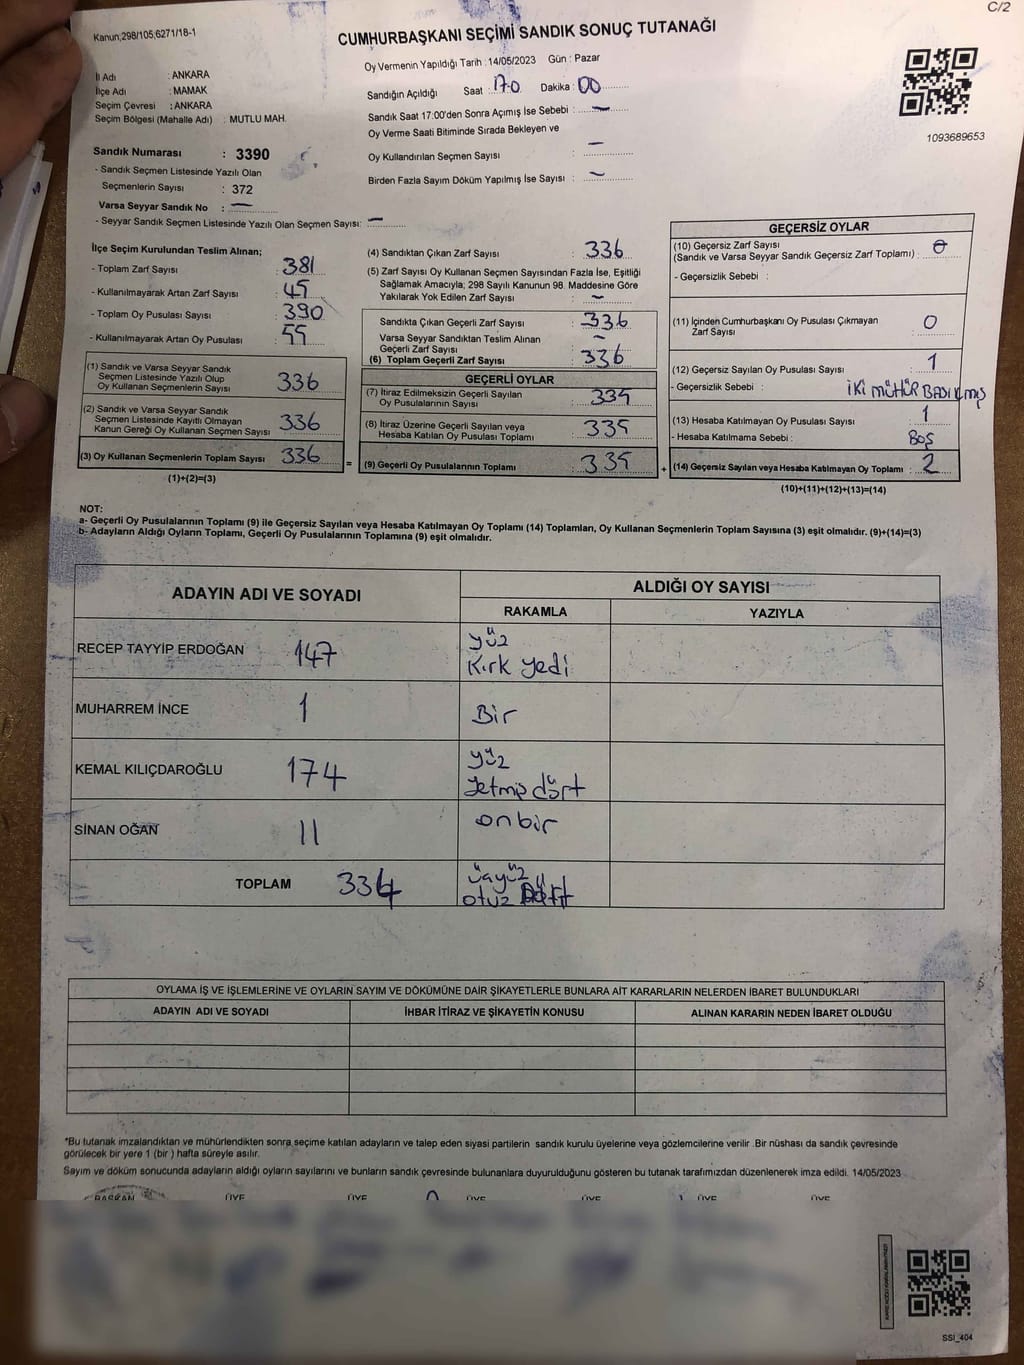 C/2
Kanun;298/105;6271/18-1
CUMHURBAŞKANI SEÇİMİ SANDIK SONUÇ TUTANAĞI
Oy Vermenin Yapıldığı Tarih : 14/05/2023 Gün : Pazar
İl Adı : ANKARA
İlçe Adı : MAMAK
Seçim Çevresi : ANKARA
Seçim Bölgesi (Mahalle Adı) : MUTLU MAH.
Sandığın Açıldığı Saat : 17.0 Dakika : 00
Sandık Saat 17:00'den Sonra Açımış İse Sebebi : —
Oy Verme Saati Bitiminde Sırada Bekleyen ve
Oy Kullandırılan Seçmen Sayısı : —
Birden Fazla Sayım Döküm Yapılmış İse Sayısı : —
1093689653
Sandık Numarası : 3390
- Sandık Seçmen Listesinde Yazılı Olan
Seçmenlerin Sayısı : 372
Varsa Seyyar Sandık No : —
- Seyyar Sandık Seçmen Listesinde Yazılı Olan Seçmen Sayısı: —
İlçe Seçim Kurulundan Teslim Alınan;
- Toplam Zarf Sayısı : 381
- Kullanılmayarak Artan Zarf Sayısı : 45
- Toplam Oy Pusulası Sayısı : 390
- Kullanılmayarak Artan Oy Pusulası : 55
(1) Sandık ve Varsa Seyyar Sandık
Seçmen Listesinde Yazılı Olup
Oy Kullanan Seçmenlerin Sayısı : 336
(2) Sandık ve Varsa Seyyar Sandık
Seçmen Listesinde Kayıtlı Olmayan
Kanun Gereği Oy Kullanan Seçmen Sayısı : 336
(3) Oy Kullanan Seçmenlerin Toplam Sayısı : 336
(1)+(2)=(3)
(4) Sandıktan Çıkan Zarf Sayısı : 336
(5) Zarf Sayısı Oy Kullanan Seçmen Sayısından Fazla İse, Eşitliği
Sağlamak Amacıyla; 298 Sayılı Kanunun 98. Maddesine Göre
Yakılarak Yok Edilen Zarf Sayısı : —
Sandıkta Çıkan Geçerli Zarf Sayısı : 336
Varsa Seyyar Sandıktan Teslim Alınan
Geçerli Zarf Sayısı : —
(6) Toplam Geçerli Zarf Sayısı : 336
GEÇERLİ OYLAR
(7) İtiraz Edilmeksizin Geçerli Sayılan
Oy Pusulalarının Sayısı : 335
(8) İtiraz Üzerine Geçerli Sayılan veya
Hesaba Katılan Oy Pusulası Toplamı : 335
= (9) Geçerli Oy Pusulalarının Toplamı : 335 +
GEÇERSİZ OYLAR
(10) Geçersiz Zarf Sayısı
(Sandık ve Varsa Seyyar Sandık Geçersiz Zarf Toplamı) : 0
- Geçersizlik Sebebi :
(11) İçinden Cumhurbaşkanı Oy Pusulası Çıkmayan
Zarf Sayısı : 0
(12) Geçersiz Sayılan Oy Pusulası Sayısı : 1
- Geçersizlik Sebebi : İKİ MÜHÜR BASILMIŞ
(13) Hesaba Katılmayan Oy Pusulası Sayısı : 1
- Hesaba Katılmama Sebebi : BOŞ
(14) Geçersiz Sayılan veya Hesaba Katılmayan Oy Toplamı : 2
(10)+(11)+(12)+(13)=(14)
NOT:
a- Geçerli Oy Pusulalarının Toplamı (9) ile Geçersiz Sayılan veya Hesaba Katılmayan Oy Toplamı (14) Toplamları, Oy Kullanan Seçmenlerin Toplam Sayısına (3) eşit olmalıdır. (9)+(14)=(3)
b- Adayların Aldığı Oyların Toplamı, Geçerli Oy Pusulalarının Toplamına (9) eşit olmalıdır.
ADAYIN ADI VE SOYADI
ALDIĞI OY SAYISI
RAKAMLA YAZIYLA
RECEP TAYYİP ERDOĞAN 147 yüz
Kırk yedi
MUHARREM İNCE 1 Bir
KEMAL KILIÇDAROĞLU 174 yüz
yetmiş dört
SİNAN OĞAN 11 onbir
TOPLAM 334 üçyüz
otuz
OYLAMA İŞ VE İŞLEMLERİNE VE OYLARIN SAYIM VE DÖKÜMÜNE DAİR ŞİKAYETLERLE BUNLARA AİT KARARLARIN NELERDEN İBARET BULUNDUKLARI
ADAYIN ADI VE SOYADI İHBAR İTİRAZ VE ŞİKAYETİN KONUSU ALINAN KARARIN NEDEN İBARET OLDUĞU
*Bu tutanak imzalandıktan ve mühürlendikten sonra seçime katılan adayların ve talep eden siyasi partilerin sandık kurulu üyelerine veya gözlemcilerine verilir .Bir nüshası da sandık çevresinde
görülecek bir yere 1 (bir ) hafta süreyle asılır.
Sayım ve döküm sonucunda adayların aldığı oyların sayılarını ve bunların sandık çevresinde bulunanlara duyurulduğunu gösteren bu tutanak tarafımızdan düzenlenerek imza edildi. 14/05/2023
BAŞKAN ÜYE ÜYE ÜYE ÜYE ÜYE ÜYE
SSİ_404